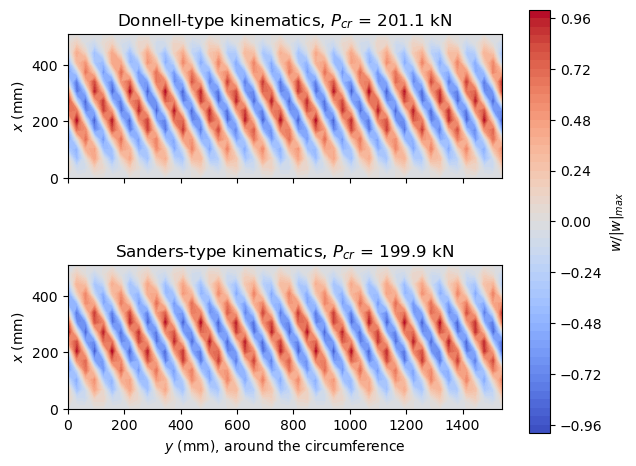 Donnell-type kinematics, P_cr = 201.1 kN
400
200
0
x (mm)
Sanders-type kinematics, P_cr = 199.9 kN
400
200
0
x (mm)
0 200 400 600 800 1000 1200 1400
y (mm), around the circumference
0.96
0.72
0.48
0.24
0.00
−0.24
−0.48
−0.72
−0.96
w/|w|_max